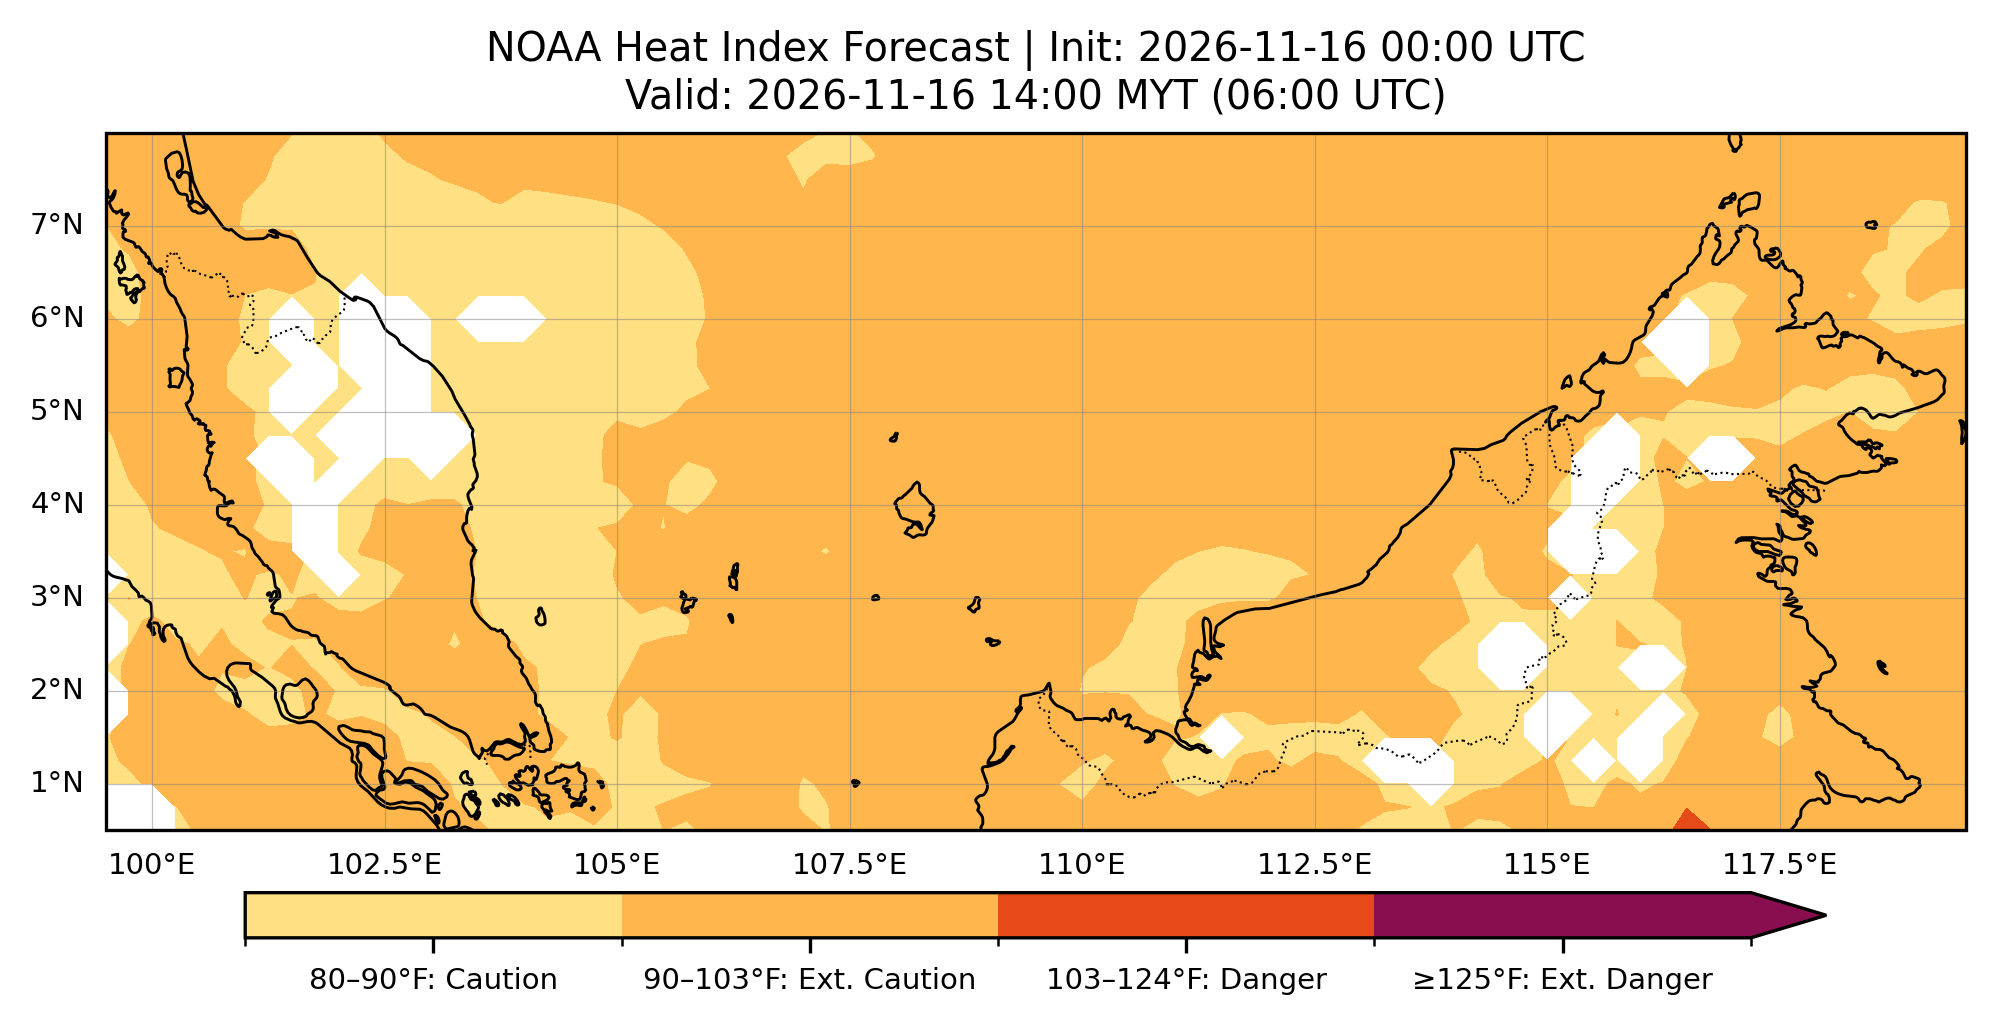 NOAA Heat Index Forecast | Init: 2026-11-16 00:00 UTC
Valid: 2026-11-16 14:00 MYT (06:00 UTC)
7°N
6°N
5°N
4°N
3°N
2°N
1°N
100°E 102.5°E 105°E 107.5°E 110°E 112.5°E 115°E 117.5°E
80–90°F: Caution 90–103°F: Ext. Caution 103–124°F: Danger ≥125°F: Ext. Danger